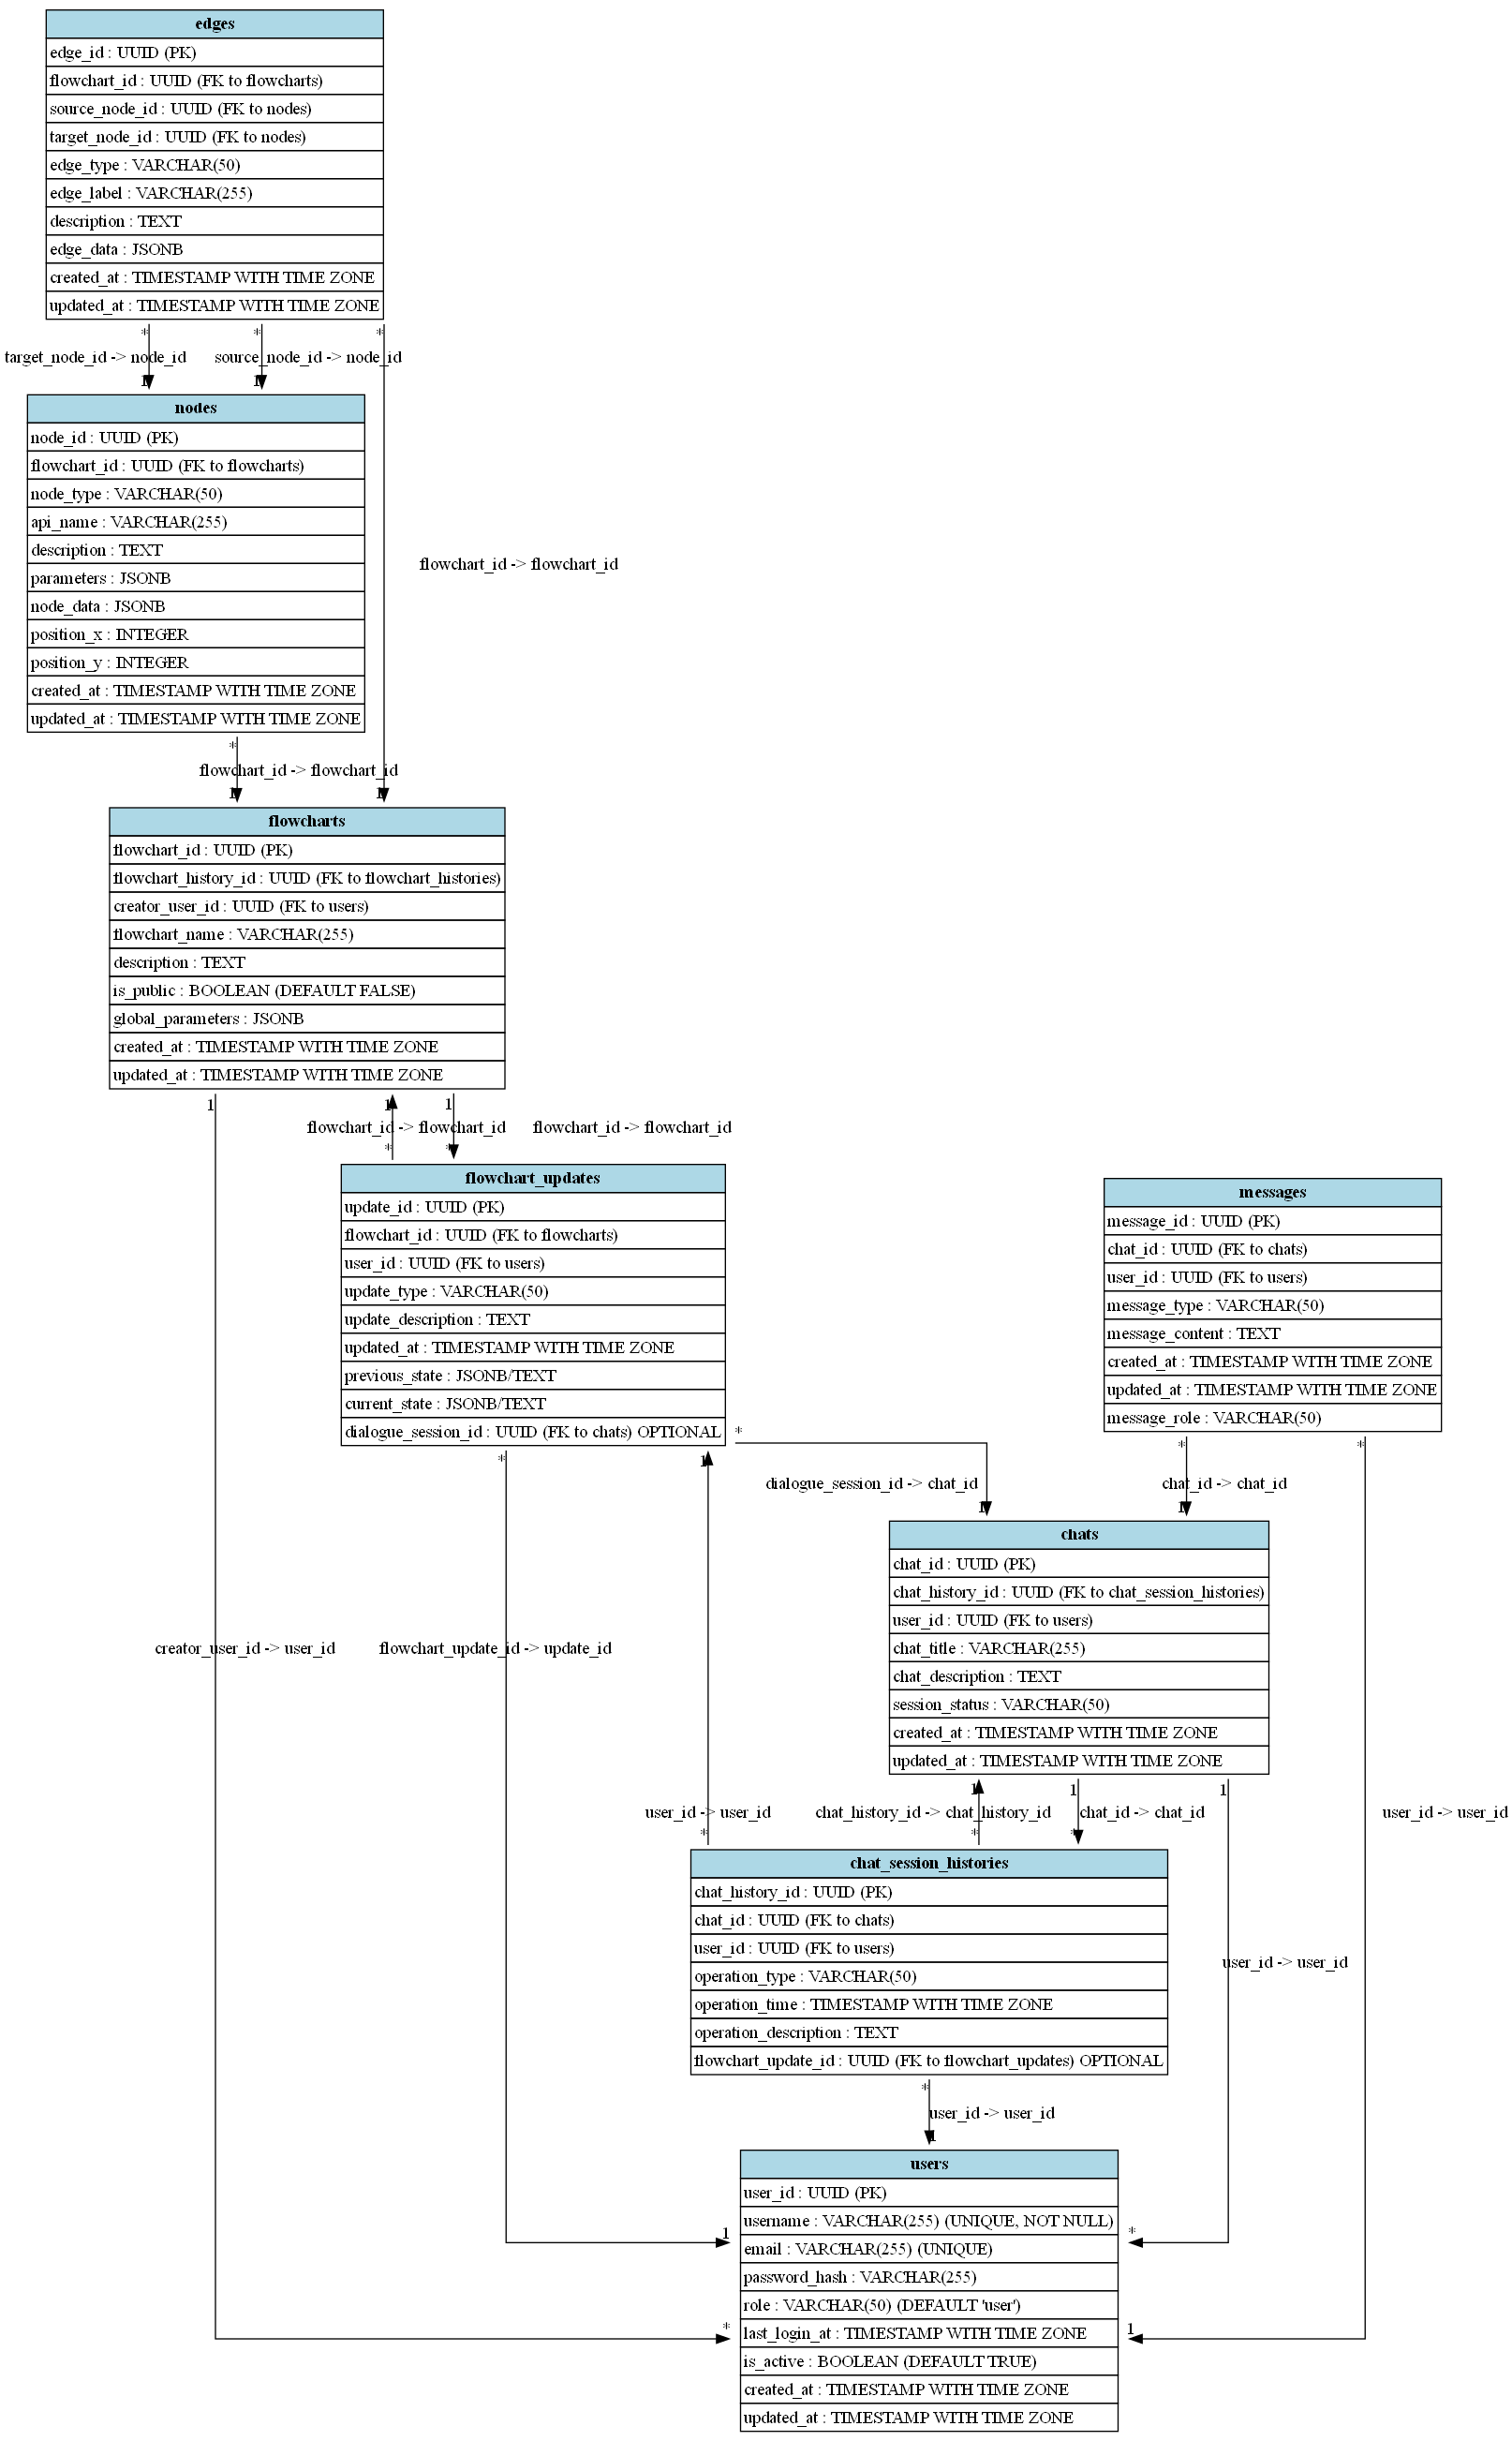 edges
edge_id : UUID (PK)
flowchart_id : UUID (FK to flowcharts)
source_node_id : UUID (FK to nodes)
target_node_id : UUID (FK to nodes)
edge_type : VARCHAR(50)
edge_label : VARCHAR(255)
description : TEXT
edge_data : JSONB
created_at : TIMESTAMP WITH TIME ZONE
updated_at : TIMESTAMP WITH TIME ZONE
* * *
target_node_id -> node_id source_node_id -> node_id
1 1
nodes
node_id : UUID (PK)
flowchart_id : UUID (FK to flowcharts)
node_type : VARCHAR(50)
api_name : VARCHAR(255)
description : TEXT
parameters : JSONB
node_data : JSONB
position_x : INTEGER
position_y : INTEGER
created_at : TIMESTAMP WITH TIME ZONE
updated_at : TIMESTAMP WITH TIME ZONE
flowchart_id -> flowchart_id
*
flowchart_id -> flowchart_id
1 1
flowcharts
flowchart_id : UUID (PK)
flowchart_history_id : UUID (FK to flowchart_histories)
creator_user_id : UUID (FK to users)
flowchart_name : VARCHAR(255)
description : TEXT
is_public : BOOLEAN (DEFAULT FALSE)
global_parameters : JSONB
created_at : TIMESTAMP WITH TIME ZONE
updated_at : TIMESTAMP WITH TIME ZONE
1 1 1
flowchart_id -> flowchart_id flowchart_id -> flowchart_id
* *
flowchart_updates
update_id : UUID (PK)
flowchart_id : UUID (FK to flowcharts)
user_id : UUID (FK to users)
update_type : VARCHAR(50)
update_description : TEXT
updated_at : TIMESTAMP WITH TIME ZONE
previous_state : JSONB/TEXT
current_state : JSONB/TEXT
dialogue_session_id : UUID (FK to chats) OPTIONAL
messages
message_id : UUID (PK)
chat_id : UUID (FK to chats)
user_id : UUID (FK to users)
message_type : VARCHAR(50)
message_content : TEXT
created_at : TIMESTAMP WITH TIME ZONE
updated_at : TIMESTAMP WITH TIME ZONE
message_role : VARCHAR(50)
*
* 1 * *
dialogue_session_id -> chat_id chat_id -> chat_id
1 1
chats
chat_id : UUID (PK)
chat_history_id : UUID (FK to chat_session_histories)
user_id : UUID (FK to users)
chat_title : VARCHAR(255)
chat_description : TEXT
session_status : VARCHAR(50)
created_at : TIMESTAMP WITH TIME ZONE
updated_at : TIMESTAMP WITH TIME ZONE
creator_user_id -> user_id flowchart_update_id -> update_id
1 1 1
user_id -> user_id chat_history_id -> chat_history_id chat_id -> chat_id user_id -> user_id
* * *
chat_session_histories
chat_history_id : UUID (PK)
chat_id : UUID (FK to chats)
user_id : UUID (FK to users)
operation_type : VARCHAR(50)
operation_time : TIMESTAMP WITH TIME ZONE
operation_description : TEXT
flowchart_update_id : UUID (FK to flowchart_updates) OPTIONAL
user_id -> user_id
*
user_id -> user_id
1
users
user_id : UUID (PK)
username : VARCHAR(255) (UNIQUE, NOT NULL)
email : VARCHAR(255) (UNIQUE)
password_hash : VARCHAR(255)
role : VARCHAR(50) (DEFAULT 'user')
last_login_at : TIMESTAMP WITH TIME ZONE
is_active : BOOLEAN (DEFAULT TRUE)
created_at : TIMESTAMP WITH TIME ZONE
updated_at : TIMESTAMP WITH TIME ZONE
1 *
* 1